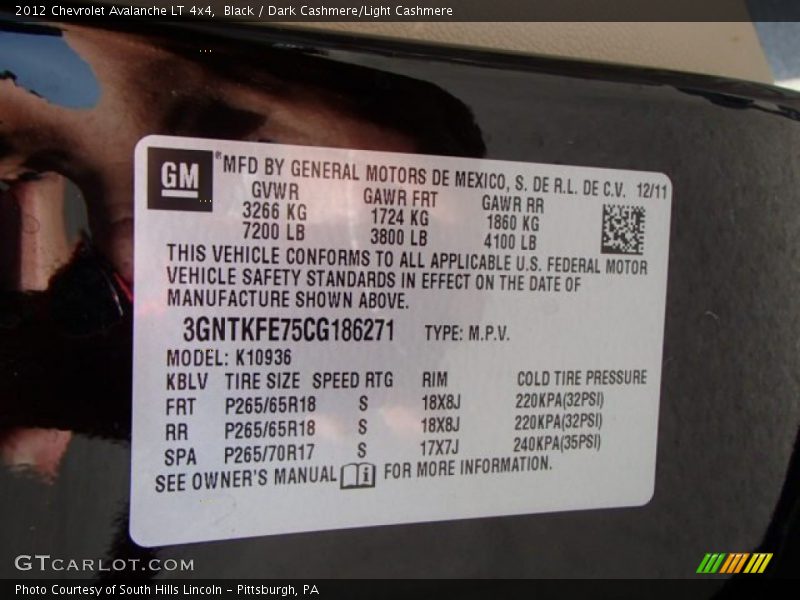 2012 Chevrolet Avalanche LT 4x4, Black / Dark Cashmere/Light Cashmere
GM ® MFD BY GENERAL MOTORS DE MEXICO, S. DE R.L. DE C.V. 12/11
GVWR GAWR FRT GAWR RR
3266 KG 1724 KG 1860 KG
7200 LB 3800 LB 4100 LB
THIS VEHICLE CONFORMS TO ALL APPLICABLE U.S. FEDERAL MOTOR
VEHICLE SAFETY STANDARDS IN EFFECT ON THE DATE OF
MANUFACTURE SHOWN ABOVE.
3GNTKFE75CG186271 TYPE: M.P.V.
MODEL: K10936
KBLV TIRE SIZE SPEED RTG RIM COLD TIRE PRESSURE
FRT P265/65R18 S 18X8J 220KPA(32PSI)
RR P265/65R18 S 18X8J 220KPA(32PSI)
SPA P265/70R17 S 17X7J 240KPA(35PSI)
SEE OWNER'S MANUAL i FOR MORE INFORMATION.
GTCARLOT.COM
Photo Courtesy of South Hills Lincoln - Pittsburgh, PA